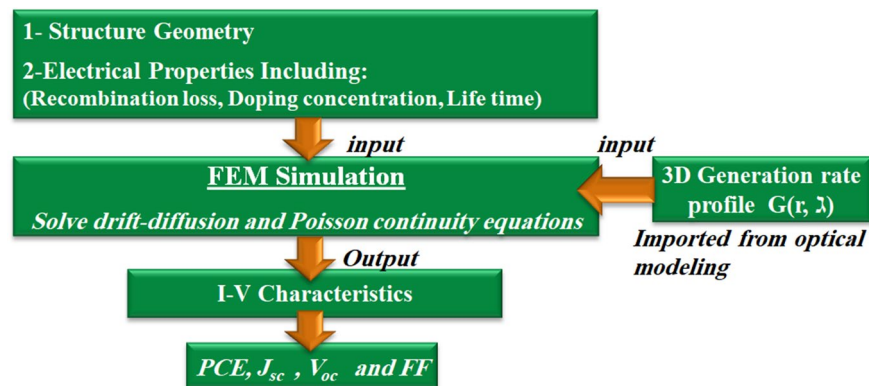 1- Structure Geometry
2-Electrical Properties Including:
(Recombination loss, Doping concentration, Life time)
input
input
FEM Simulation
Solve drift-diffusion and Poisson continuity equations
3D Generation rate
profile G(r, λ)
Imported from optical
modeling
Output
I-V Characteristics
PCE, Jsc , Voc and FF